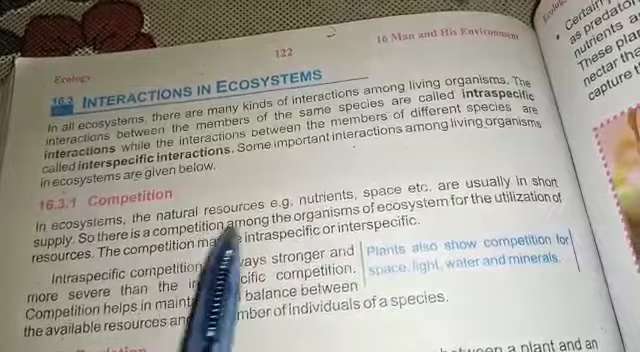 122
16 Man and His Environment
Ecology
16.3 INTERACTIONS IN ECOSYSTEMS
In all ecosystems, there are many kinds of interactions among living organisms. The
interactions between the members of the same species are called intraspecific
interactions while the interactions between the members of different species are
called interspecific interactions. Some important interactions among living organisms
in ecosystems are given below.
16.3.1 Competition
In ecosystems, the natural resources e.g. nutrients, space etc. are usually in short
supply. So there is a competition among the organisms of ecosystem for the utilization of
resources. The competition may intraspecific or interspecific.
Intraspecific competition stronger and
more severe than the competition.
Competition helps in balance between
the available resources and of individuals of a species.
Plants also show competition for
space, light, water and minerals.
between a plant and an
Certain
as predato
nutrients a
These pla
nectar th
capture t